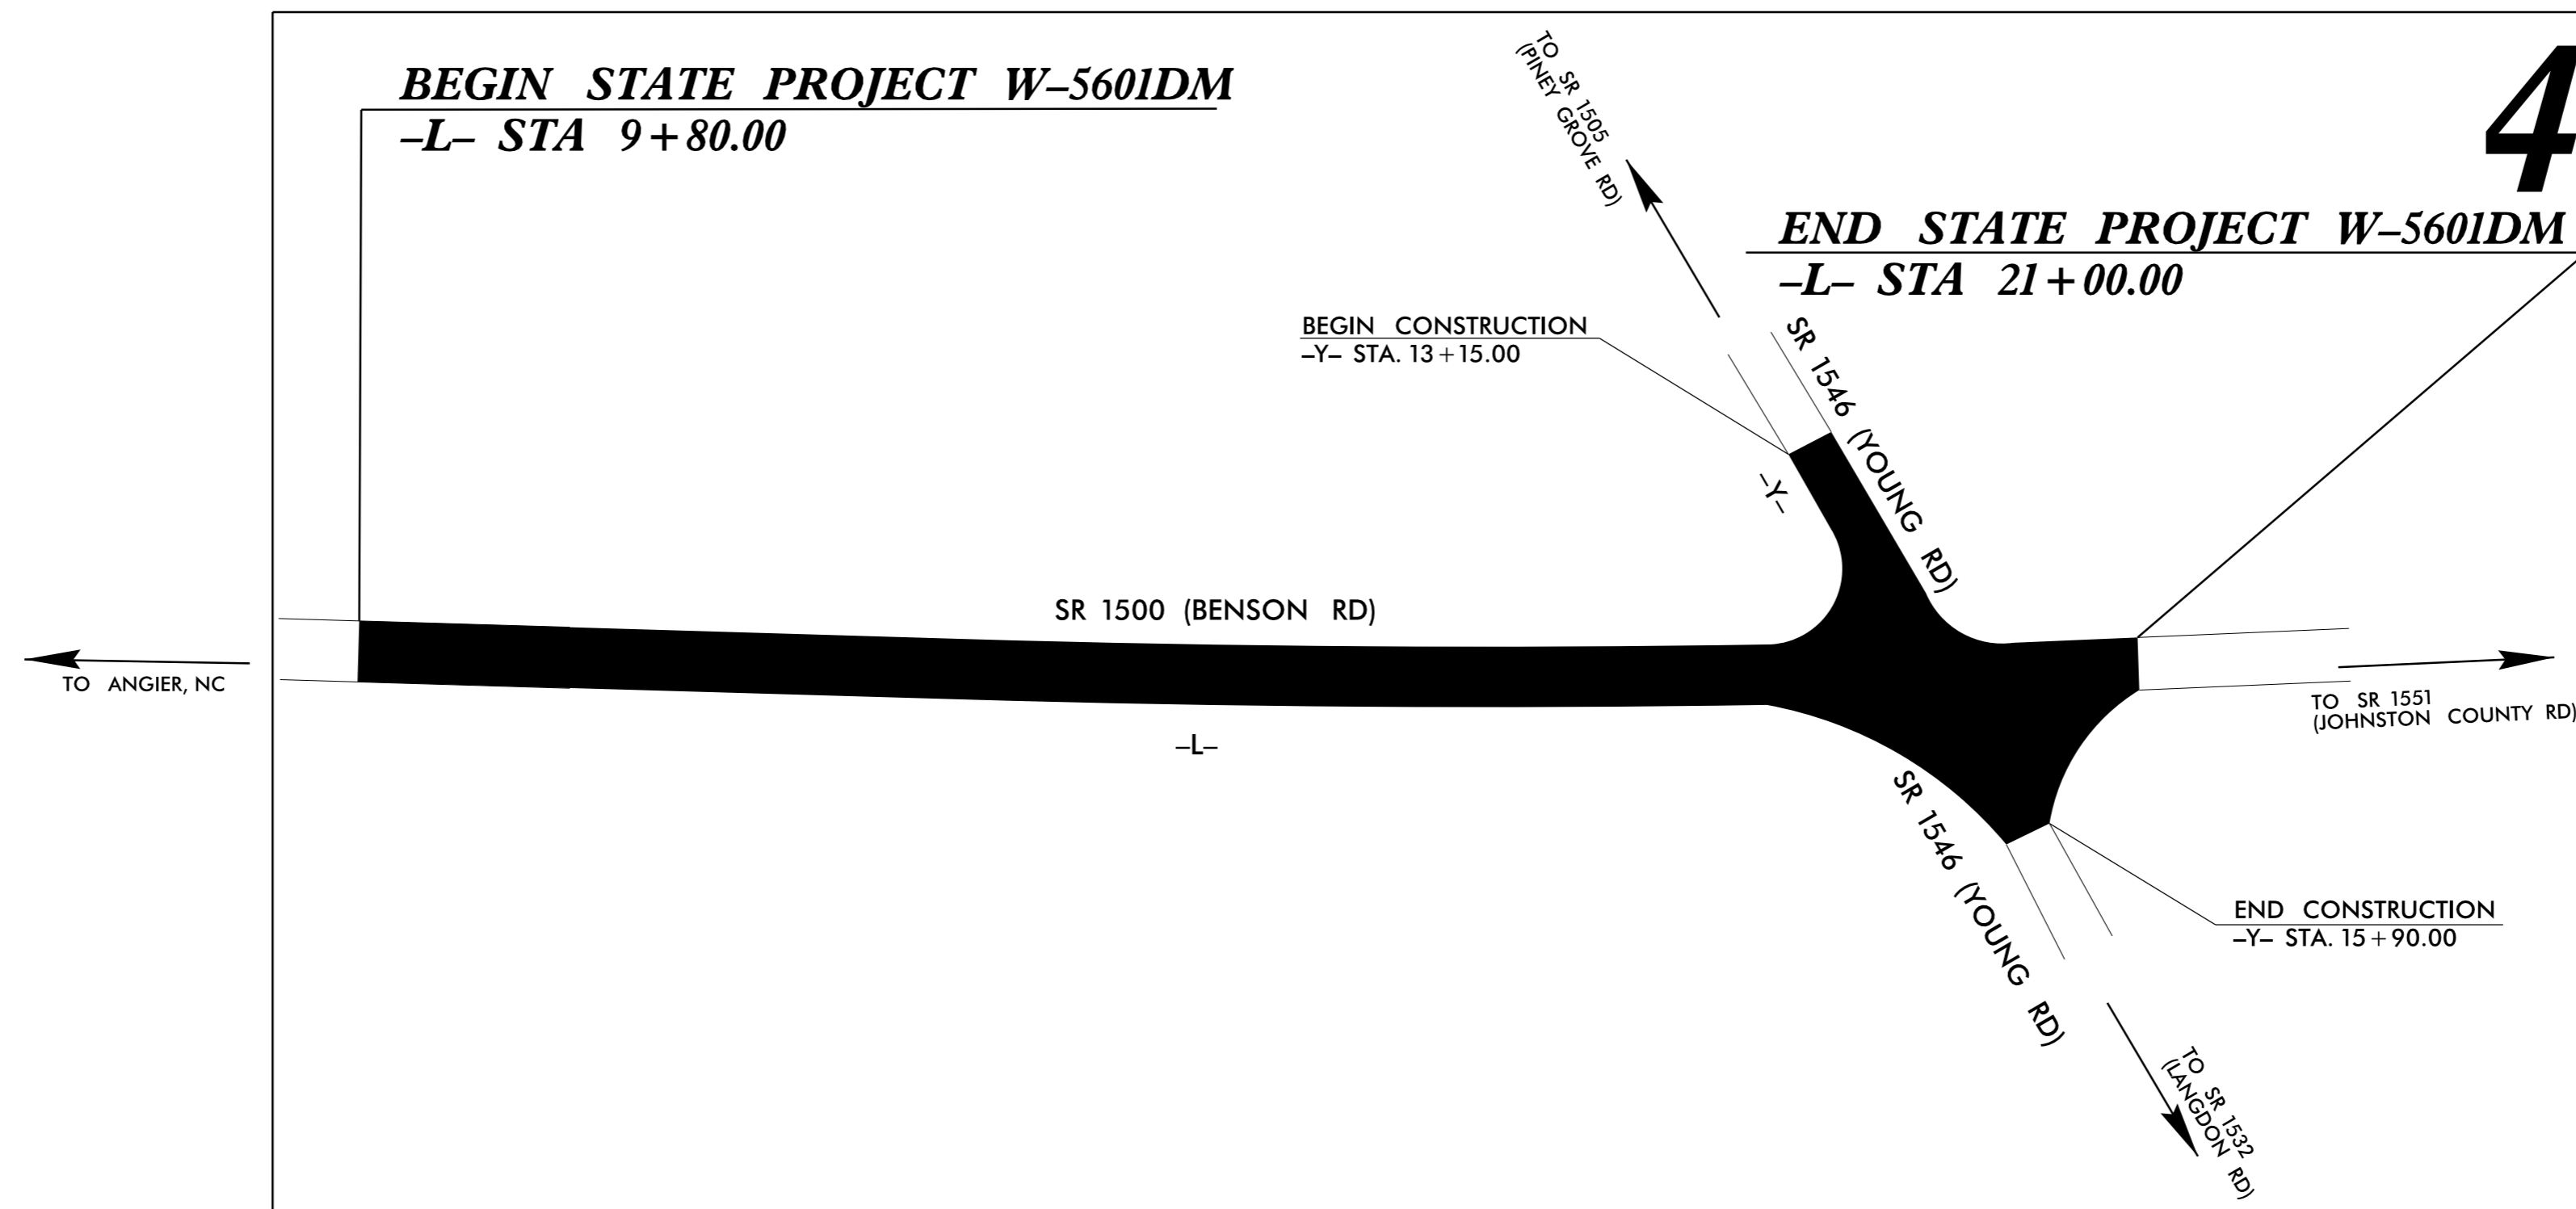 BEGIN STATE PROJECT W–5601DM
–L– STA 9+80.00
4
TO SR 1505
(PINEY GROVE RD)
END STATE PROJECT W–5601DM
–L– STA 21+00.00
BEGIN CONSTRUCTION
–Y– STA. 13+15.00
SR 1546 (YOUNG RD)
–Y–
SR 1500 (BENSON RD)
TO ANGIER, NC
TO SR 1551
(JOHNSTON COUNTY RD)
–L–
SR 1546 (YOUNG RD)
END CONSTRUCTION
–Y– STA. 15+90.00
TO SR 1532
(LANGDON RD)